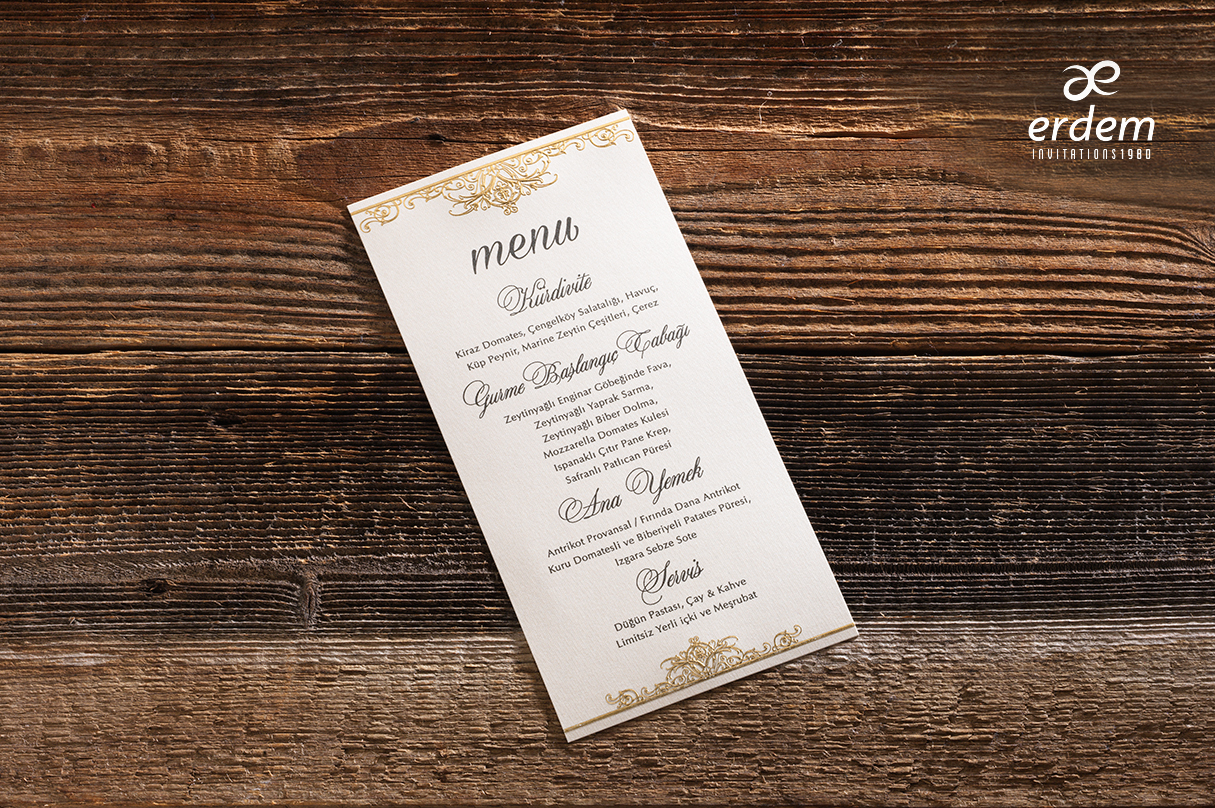 erdem
INVITATIONS1980
menu
Kürdivite
Kiraz Domates, Çengelköy Salatalığı, Havuç,
Küp Peynir, Marine Zeytin Çeşitleri, Çerez
Gurme Başlangıç Tabağı
Zeytinyağlı Enginar Göbeğinde Fava,
Zeytinyağlı Yaprak Sarma,
Zeytinyağlı Biber Dolma,
Mozzarella Domates Kulesi
Ispanaklı Çıtır Pane Krep,
Safranlı Patlıcan Püresi
Ana Yemek
Antrikot Provansal / Fırında Dana Antrikot
Kuru Domatesli ve Biberiyeli Patates Püresi,
Izgara Sebze Sote
Servis
Düğün Pastası, Çay & Kahve
Limitsiz Yerli içki ve Meşrubat